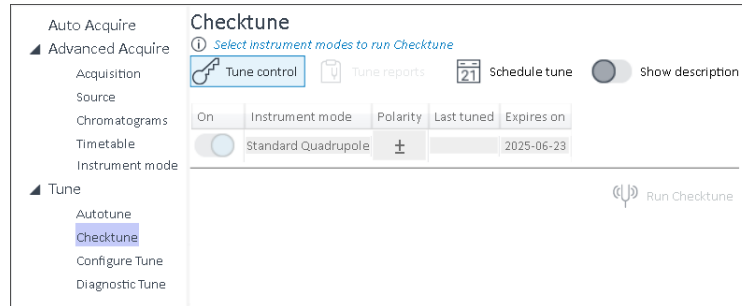 Auto Acquire
Advanced Acquire
Acquisition
Source
Chromatograms
Timetable
Instrument mode
Tune
Autotune
Checktune
Configure Tune
Diagnostic Tune
Checktune
Select instrument modes to run Checktune
Tune control Tune reports 21 Schedule tune Show description
On Instrument mode Polarity Last tuned Expires on
Standard Quadrupole ± 2025-06-23
Run Checktune